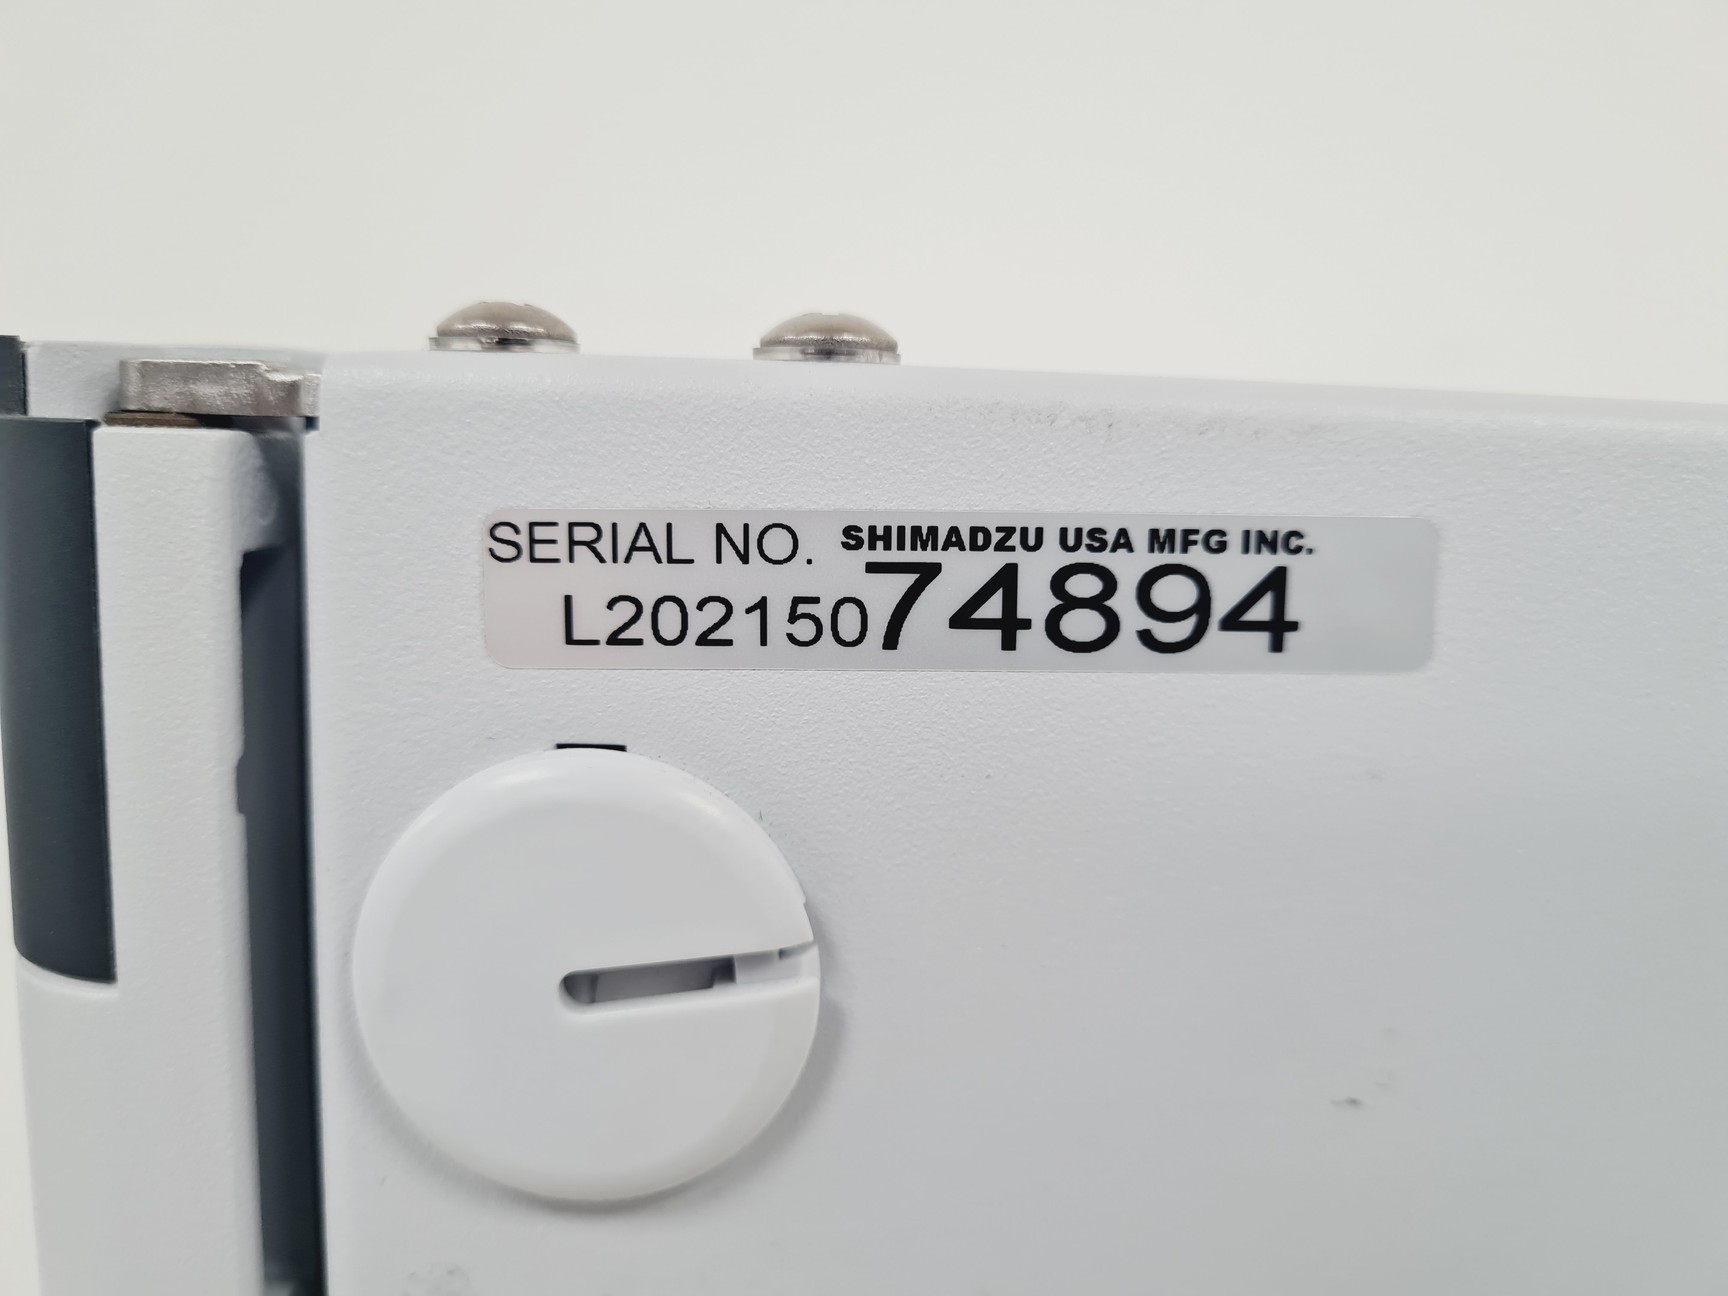 SERIAL NO. SHIMADZU USA MFG INC.
L20215074894